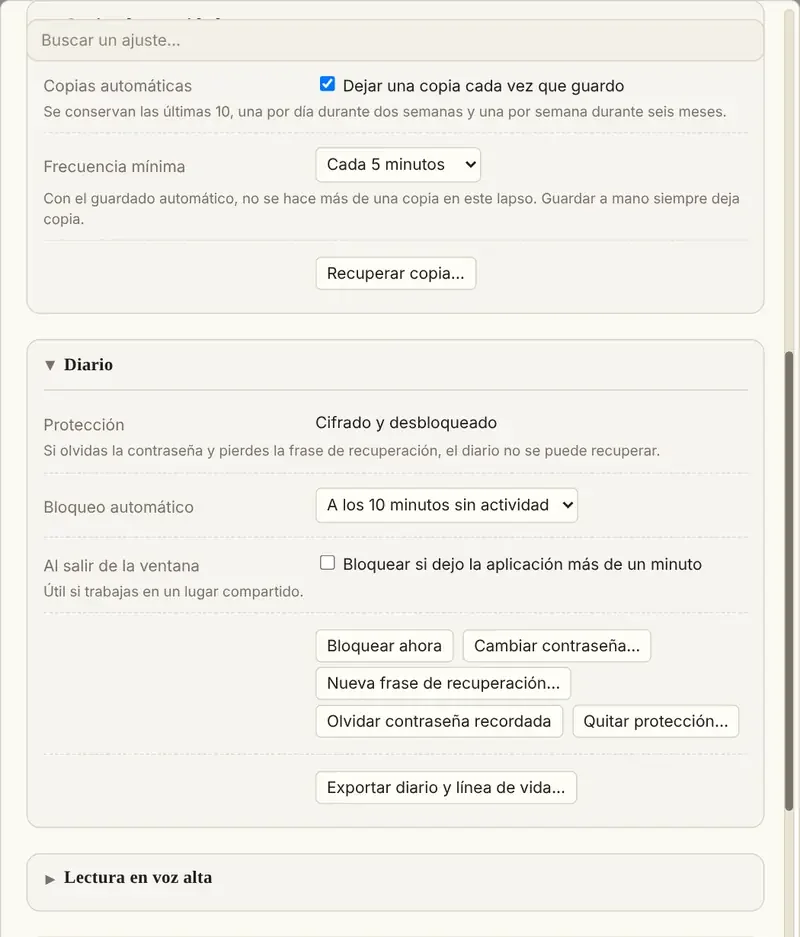 Buscar un ajuste...
Copias automáticas
Dejar una copia cada vez que guardo
Se conservan las últimas 10, una por día durante dos semanas y una por semana durante seis meses.
Frecuencia mínima
Cada 5 minutos
Con el guardado automático, no se hace más de una copia en este lapso. Guardar a mano siempre deja
copia.
Recuperar copia...
Diario
Protección
Cifrado y desbloqueado
Si olvidas la contraseña y pierdes la frase de recuperación, el diario no se puede recuperar.
Bloqueo automático
A los 10 minutos sin actividad
Al salir de la ventana
Bloquear si dejo la aplicación más de un minuto
Útil si trabajas en un lugar compartido.
Bloquear ahora
Cambiar contraseña...
Nueva frase de recuperación...
Olvidar contraseña recordada
Quitar protección...
Exportar diario y línea de vida...
Lectura en voz alta